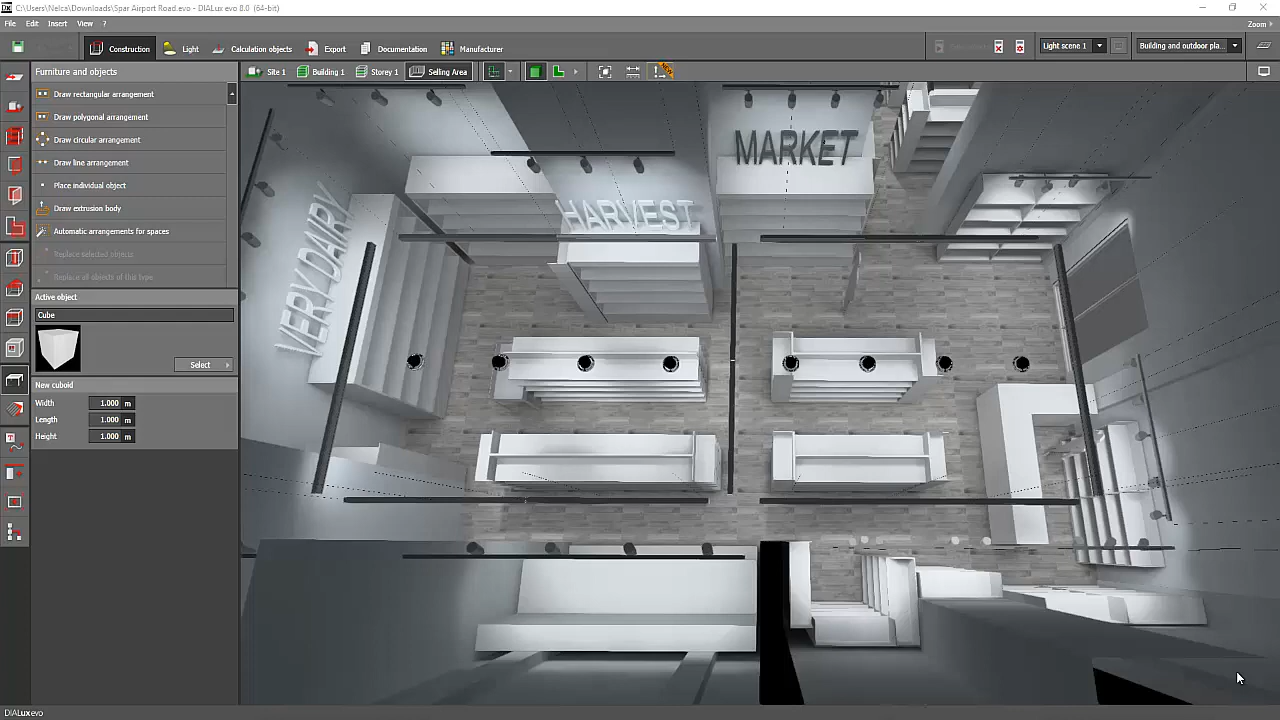 C:\Users\Nelca\Downloads\Spar Airport Road.evo - DIALux evo 8.0  (64-bit)
File Edit Insert View ?
Zoom
Construction Light Calculation objects Export Documentation Manufacturer
Light scene 1
Building and outdoor pla...
Furniture and objects
Site 1 Building 1 Storey 1 Selling Area
Draw rectangular arrangement
Draw polygonal arrangement
Draw circular arrangement
Draw line arrangement
Place individual object
Draw extrusion body
Automatic arrangements for spaces
Replace selected objects
Replace all objects of this type
Active object
Cube
Select
New cuboid
Width 1.000 m
Length 1.000 m
Height 1.000 m
MARKET
HARVEST
VERY DAIRY
DIALux evo